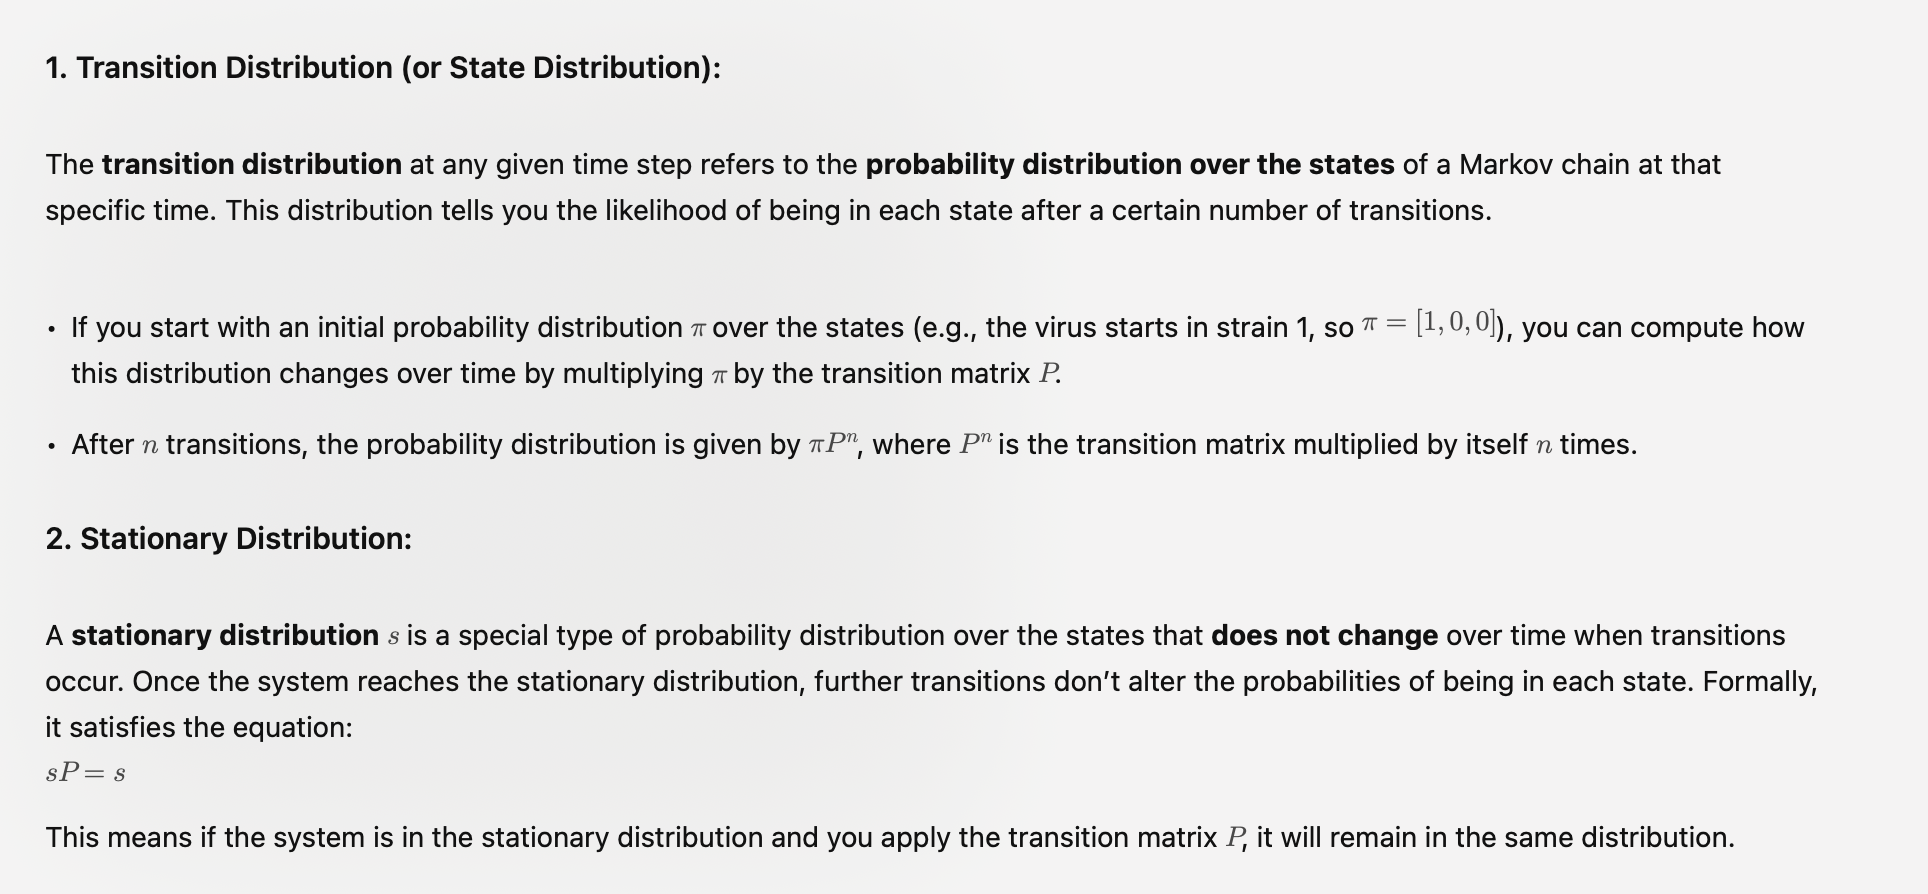 1. Transition Distribution (or State Distribution):
The transition distribution at any given time step refers to the probability distribution over the states of a Markov chain at that
specific time. This distribution tells you the likelihood of being in each state after a certain number of transitions.
• If you start with an initial probability distribution π over the states (e.g., the virus starts in strain 1, so π = [1, 0, 0]), you can compute how
this distribution changes over time by multiplying π by the transition matrix P.
• After n transitions, the probability distribution is given by πPⁿ, where Pⁿ is the transition matrix multiplied by itself n times.
2. Stationary Distribution:
A stationary distribution s is a special type of probability distribution over the states that does not change over time when transitions
occur. Once the system reaches the stationary distribution, further transitions don’t alter the probabilities of being in each state. Formally,
it satisfies the equation:
sP = s
This means if the system is in the stationary distribution and you apply the transition matrix P, it will remain in the same distribution.